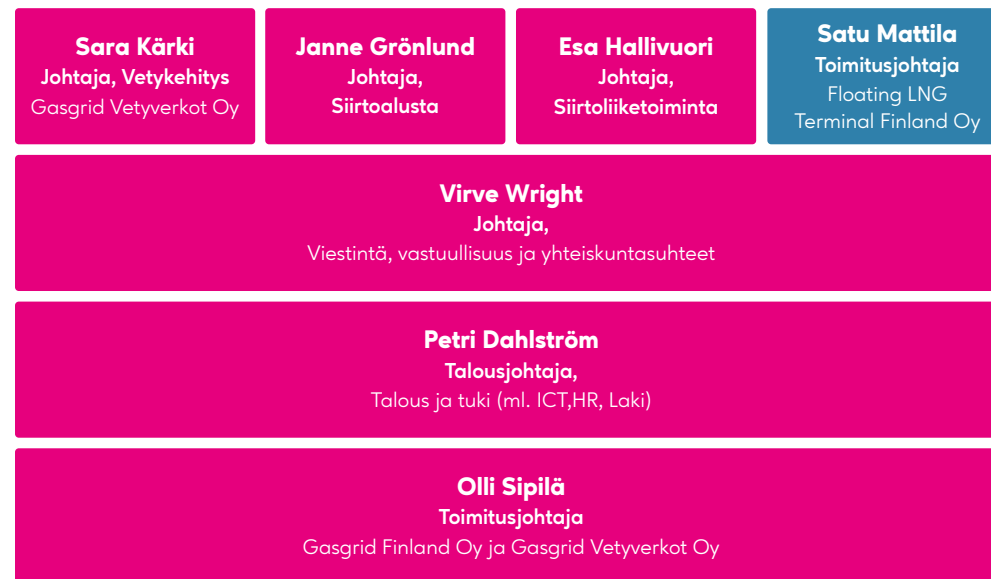 Sara Kärki
Johtaja, Vetykehitys
Gasgrid Vetyverkot Oy
Janne Grönlund
Johtaja,
Siirtoalusta
Esa Hallivuori
Johtaja,
Siirtoliiketoiminta
Satu Mattila
Toimitusjohtaja
Floating LNG
Terminal Finland Oy
Virve Wright
Johtaja,
Viestintä, vastuullisuus ja yhteiskuntasuhteet
Petri Dahlström
Talousjohtaja,
Talous ja tuki (ml. ICT,HR, Laki)
Olli Sipilä
Toimitusjohtaja
Gasgrid Finland Oy ja Gasgrid Vetyverkot Oy